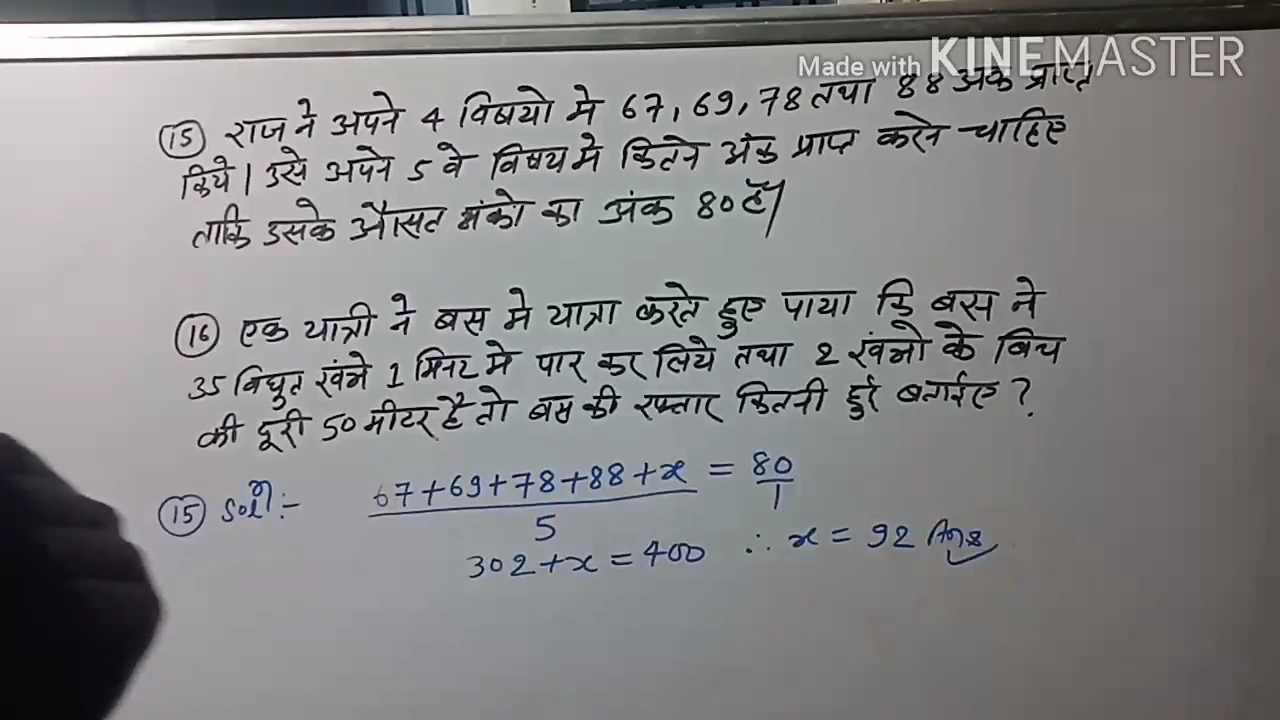 Made with KINEMASTER
(15) राज ने अपने 4 विषयो मे 67, 69, 78 तथा 88 अंक प्राप्त
किये। उसे अपने 5 वे विषय मे कितने अंक प्राप्त करने चाहिए
ताकि उसके औसत अंको का अंक 80 हो।
(16) एक यात्री ने बस मे यात्रा करते हुए पाया कि बस ने
35 विघुत खंभे 1 मिनट मे पार कर लिये तथा 2 खंभो के बिच
की दूरी 50 मीटर है तो बस की रफ्तार कितनी हुई बताईए ?
(15) Solⁿ :- 67+69+78+88+x = 80
5 1
302+x = 400 ∴ x = 92 Ans